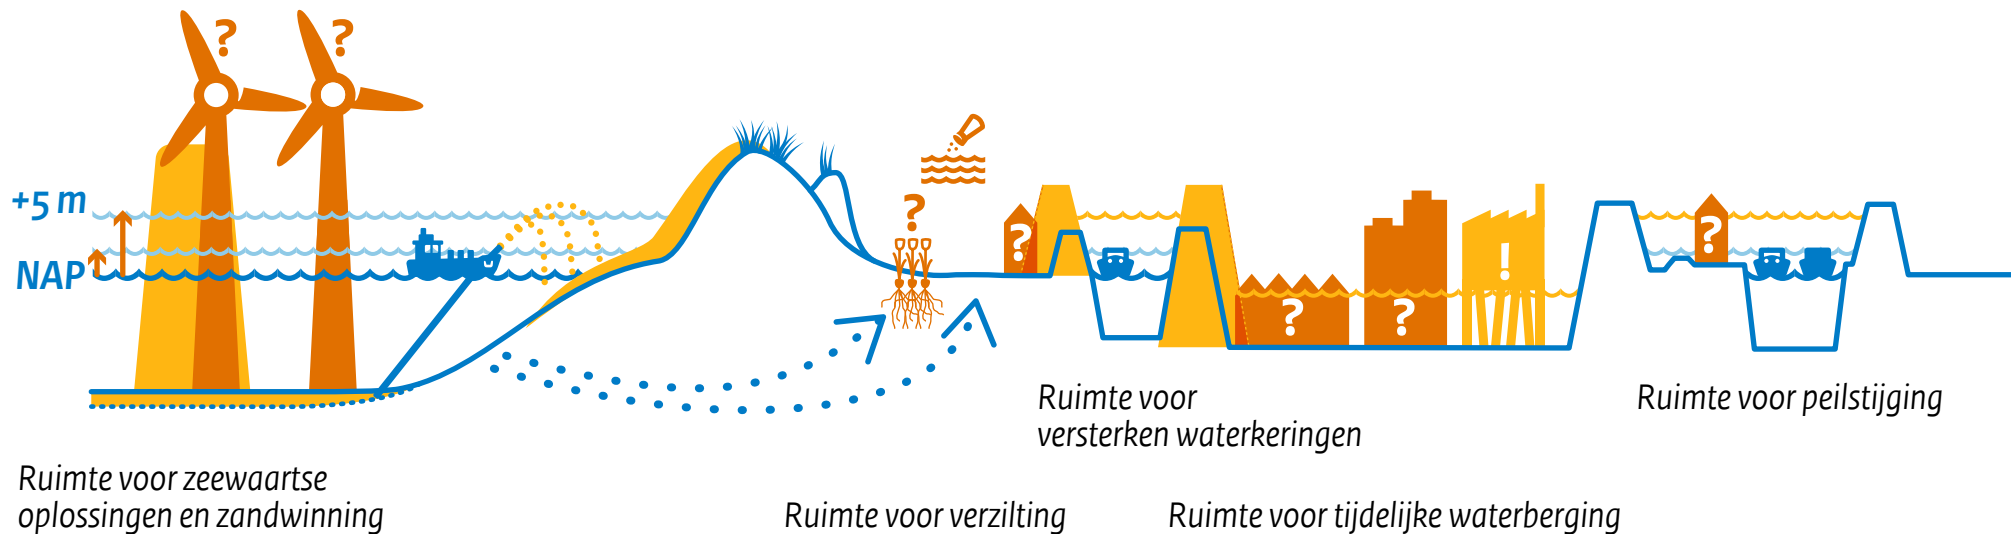 ?
?
+5 m
NAP
?
?
?
?
!
?
Ruimte voor zeewaartse
oplossingen en zandwinning
Ruimte voor verzilting
Ruimte voor
versterken waterkeringen
Ruimte voor tijdelijke waterberging
Ruimte voor peilstijging